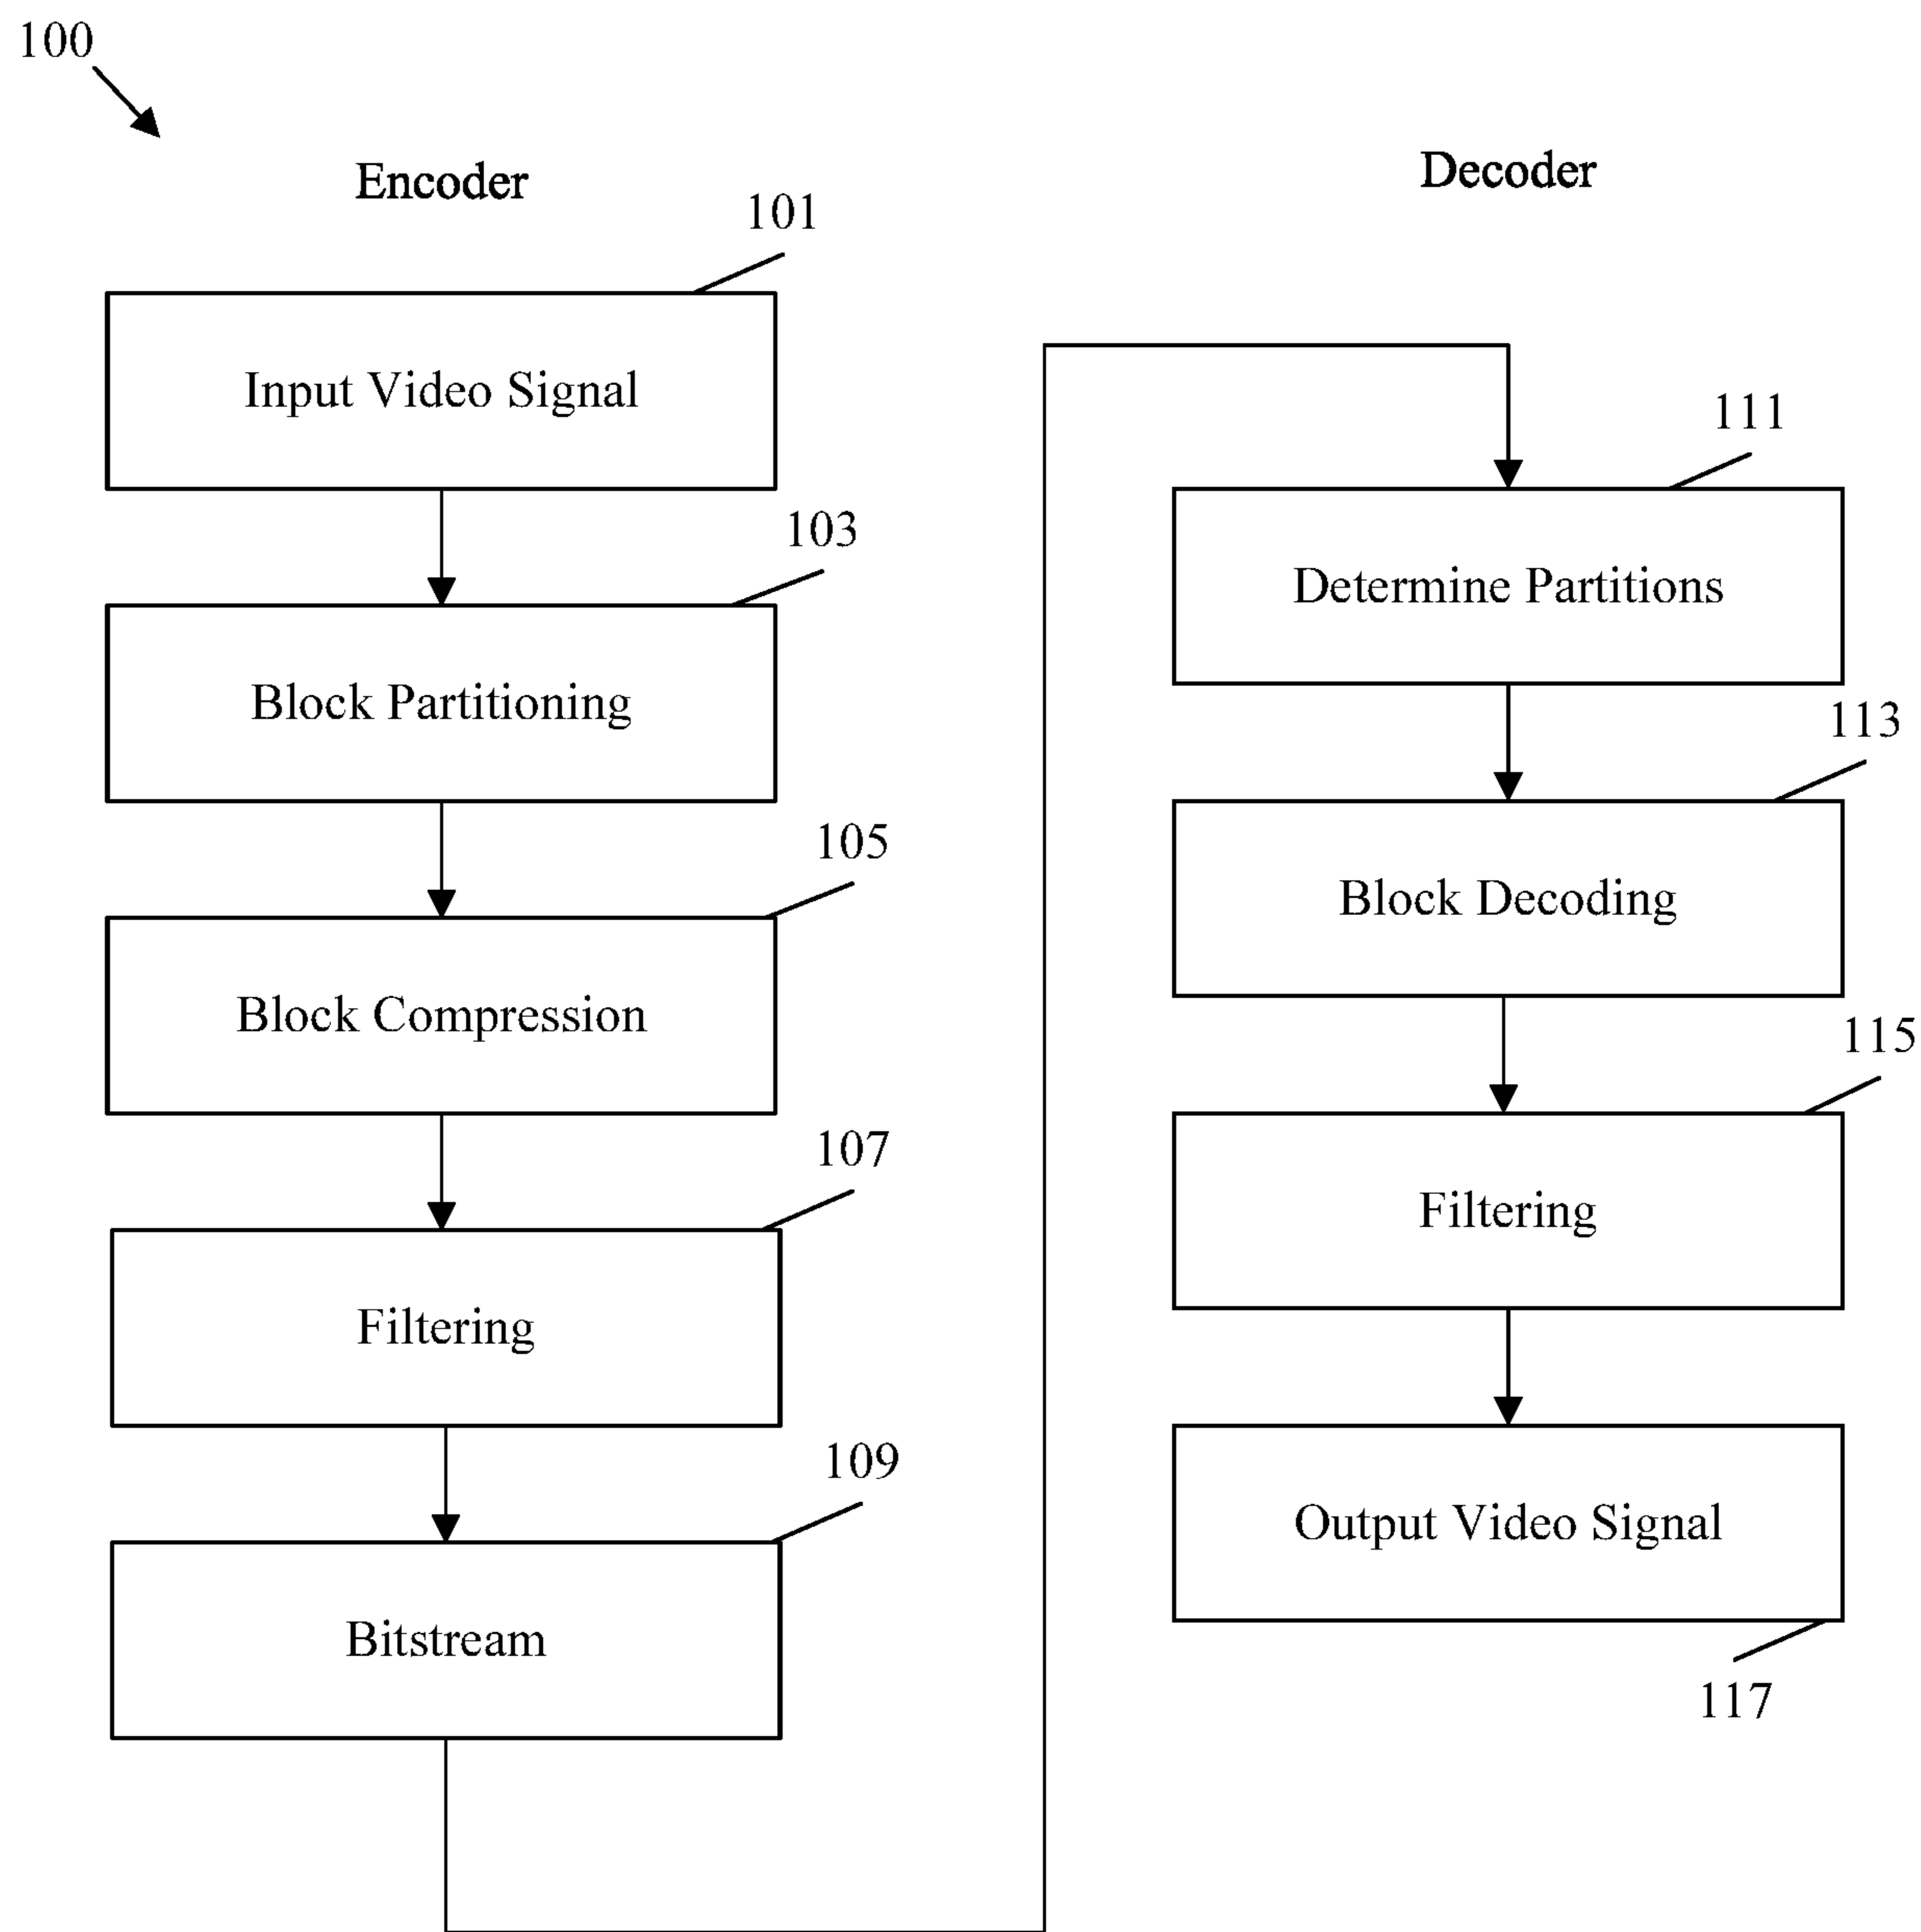 100
Encoder
101
Input Video Signal
103
Block Partitioning
105
Block Compression
107
Filtering
109
Bitstream
Decoder
111
Determine Partitions
113
Block Decoding
115
Filtering
Output Video Signal
117